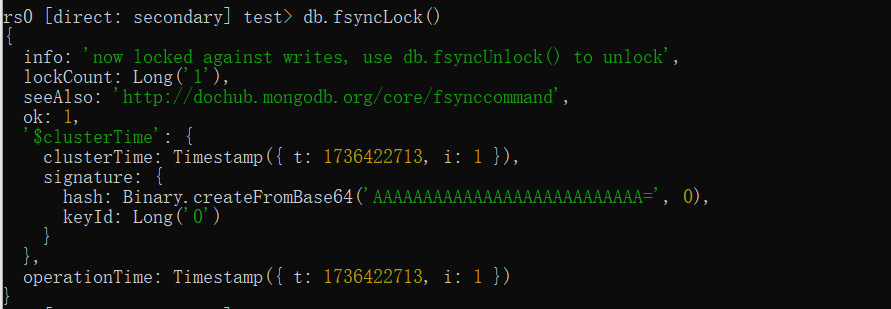 rs0 [direct: secondary] test> db.fsyncLock()
{
  info: 'now locked against writes, use db.fsyncUnlock() to unlock',
  lockCount: Long('1'),
  seeAlso: 'http://dochub.mongodb.org/core/fsynccommand',
  ok: 1,
  '$clusterTime': {
    clusterTime: Timestamp({ t: 1736422713, i: 1 }),
    signature: {
      hash: Binary.createFromBase64('AAAAAAAAAAAAAAAAAAAAAAAAAAA=', 0),
      keyId: Long('0')
    }
  },
  operationTime: Timestamp({ t: 1736422713, i: 1 })
}